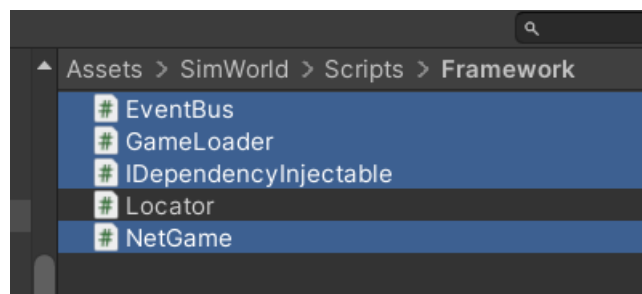 Assets > SimWorld > Scripts > Framework
# EventBus
# GameLoader
# IDependencyInjectable
# Locator
# NetGame